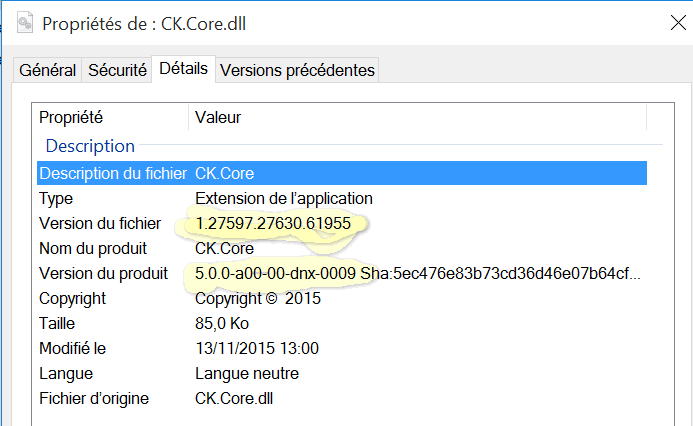 Propriétés de : CK.Core.dll
Général Sécurité Détails Versions précédentes
Propriété Valeur
Description
Description du fichier CK.Core
Type Extension de l'application
Version du fichier 1.27597.27630.61955
Nom du produit CK.Core
Version du produit 5.0.0-a00-00-dnx-0009 Sha:5ec476e83b73cd36d46e07b64cf...
Copyright Copyright © 2015
Taille 85,0 Ko
Modifié le 13/11/2015 13:00
Langue Langue neutre
Fichier d'origine CK.Core.dll